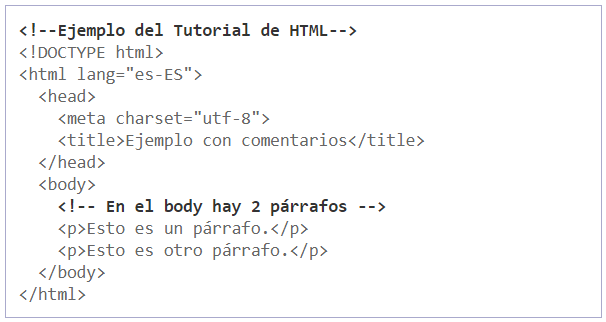 <!--Ejemplo del Tutorial de HTML-->
<!DOCTYPE html>
<html lang="es-ES">
  <head>
    <meta charset="utf-8">
    <title>Ejemplo con comentarios</title>
  </head>
  <body>
    <!-- En el body hay 2 párrafos -->
    <p>Esto es un párrafo.</p>
    <p>Esto es otro párrafo.</p>
  </body>
</html>